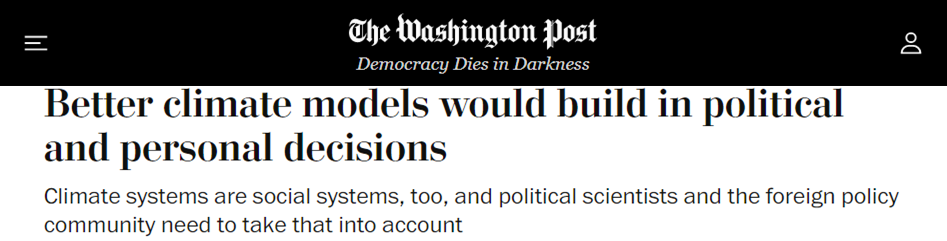 The Washington Post
Democracy Dies in Darkness
Better climate models would build in political
and personal decisions
Climate systems are social systems, too, and political scientists and the foreign policy
community need to take that into account